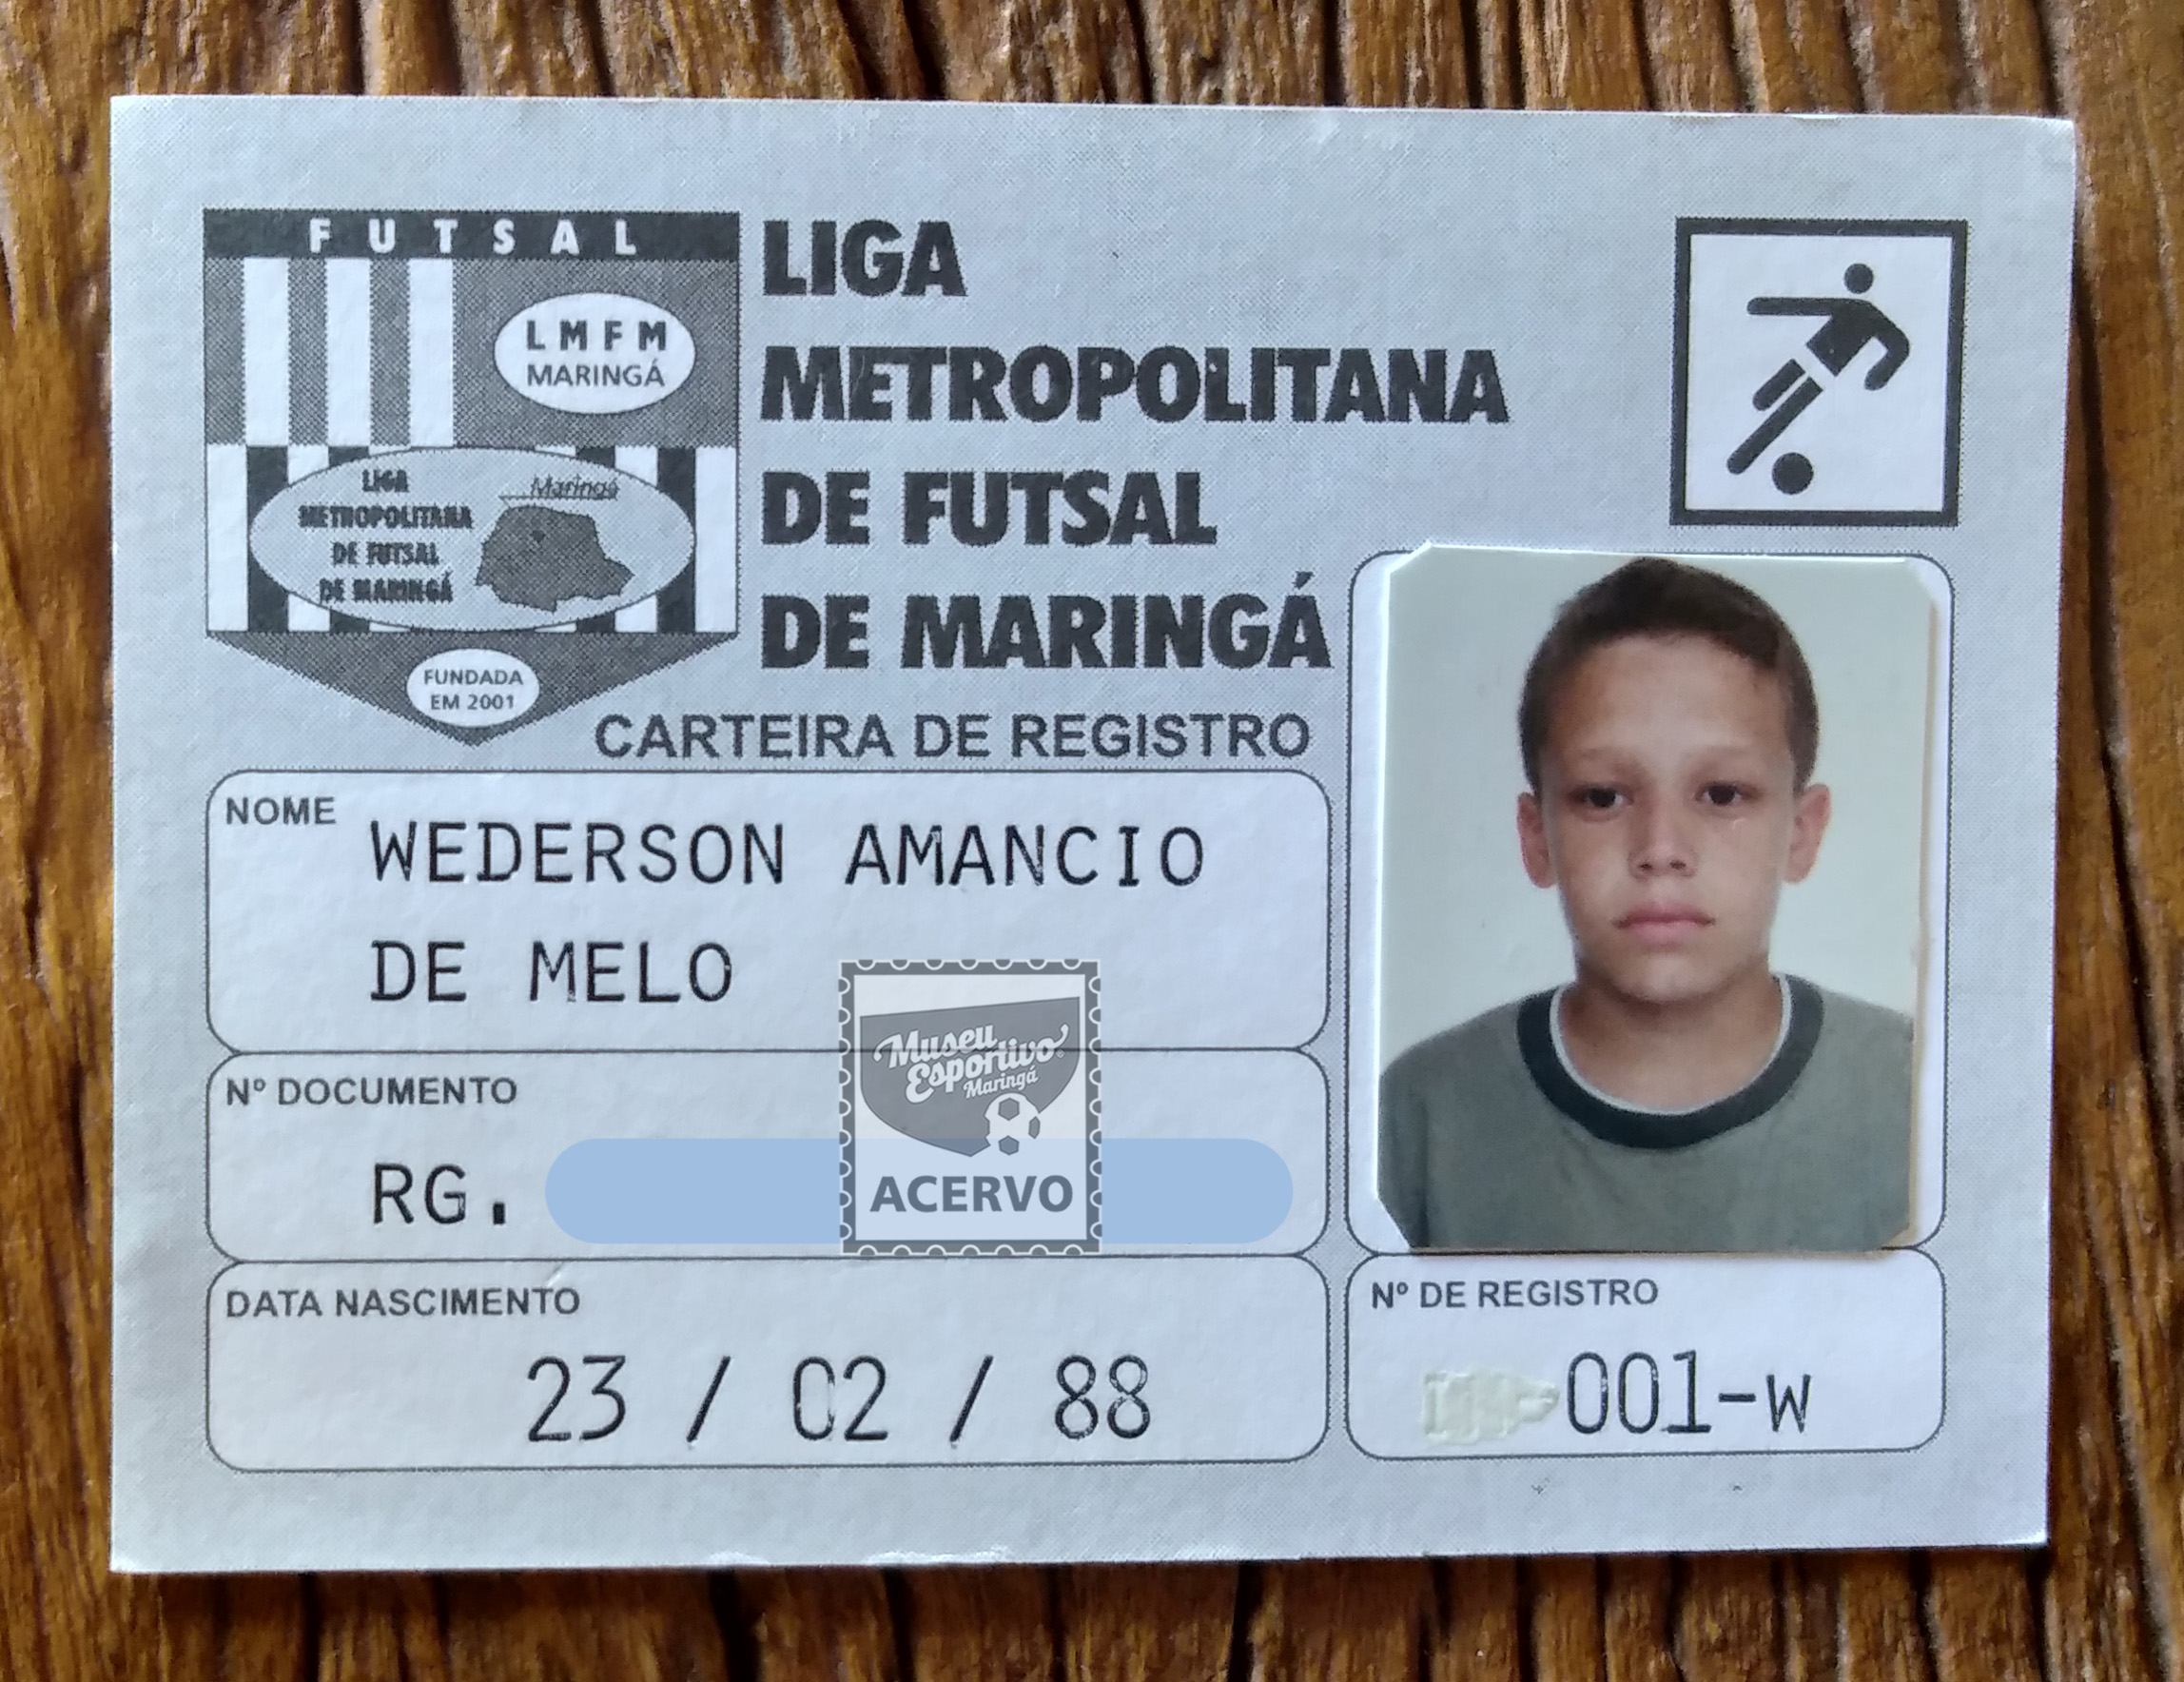 FUTSAL
LMFM
MARINGÁ
LIGA
METROPOLITANA
DE FUTSAL
DE MARINGÁ
Maringá
FUNDADA
EM 2001
LIGA
METROPOLITANA
DE FUTSAL
DE MARINGÁ
CARTEIRA DE REGISTRO
NOME
WEDERSON AMANCIO
DE MELO
Nº DOCUMENTO
RG.
Museu
Esportivo
Maringá
ACERVO
DATA NASCIMENTO
23 / 02 / 88
Nº DE REGISTRO
001-W